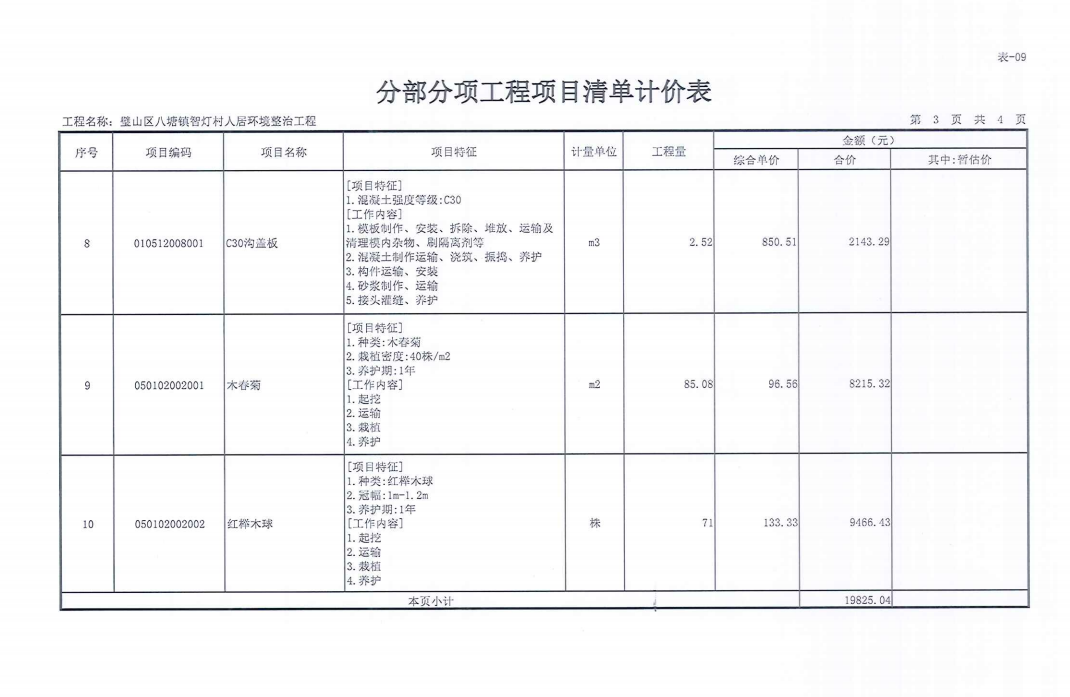 表-09
分部分项工程项目清单计价表
工程名称：璧山区八塘镇智灯村人居环境整治工程
第 3 页 共 4 页
序号 项目编码 项目名称 项目特征 计量单位 工程量 金额（元）
综合单价 合价 其中:暂估价
[项目特征]
1.混凝土强度等级:C30
[工作内容]
1.模板制作、安装、拆除、堆放、运输及
清理模内杂物、刷隔离剂等
2.混凝土制作运输、浇筑、振捣、养护
3.构件运输、安装
4.砂浆制作、运输
5.接头灌缝、养护
8 010512008001 C30沟盖板 m3 2.52 850.51 2143.29
[项目特征]
1.种类:木春菊
2.栽植密度:40株/m2
3.养护期:1年
[工作内容]
1.起挖
2.运输
3.栽植
4.养护
9 050102002001 木春菊 m2 85.08 96.56 8215.32
[项目特征]
1.种类:红榉木球
2.冠幅:1m-1.2m
3.养护期:1年
[工作内容]
1.起挖
2.运输
3.栽植
4.养护
10 050102002002 红榉木球 株 71 133.33 9466.43
本页小计 19825.04